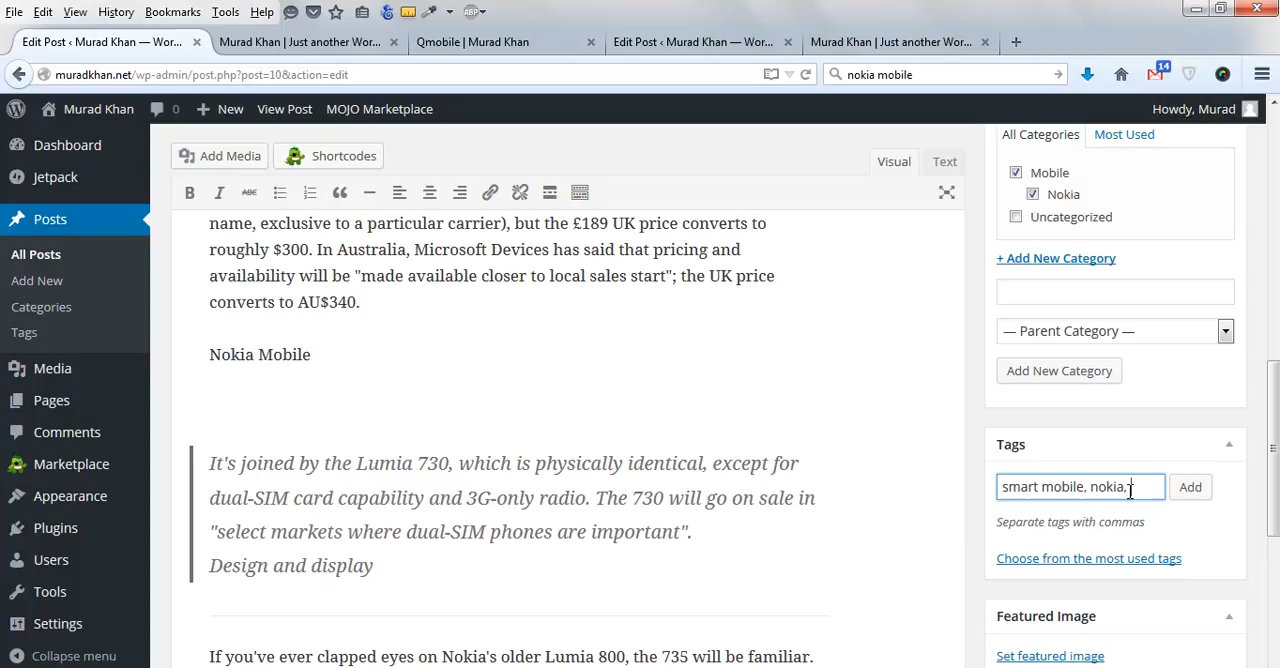 File Edit View History Bookmarks Tools Help ABP
Edit Post ‹ Murad Khan — Wor... Murad Khan | Just another Wor... Qmobile | Murad Khan Edit Post ‹ Murad Khan — Wor... Murad Khan | Just another Wor...
muradkhan.net/wp-admin/post.php?post=10&action=edit nokia mobile 14
Murad Khan 0 New View Post MOJO Marketplace Howdy, Murad
Dashboard
Jetpack
Posts
All Posts
Add New
Categories
Tags
Media
Pages
Comments
Marketplace
Appearance
Plugins
Users
Tools
Settings
Collapse menu
Add Media Shortcodes Visual Text
B I ABC
name, exclusive to a particular carrier), but the £189 UK price converts to
roughly $300. In Australia, Microsoft Devices has said that pricing and
availability will be "made available closer to local sales start"; the UK price
converts to AU$340.
Nokia Mobile
It's joined by the Lumia 730, which is physically identical, except for
dual-SIM card capability and 3G-only radio. The 730 will go on sale in
"select markets where dual-SIM phones are important".
Design and display
If you've ever clapped eyes on Nokia's older Lumia 800, the 735 will be familiar.
All Categories Most Used
Mobile
Nokia
Uncategorized
+ Add New Category
— Parent Category —
Add New Category
Tags
smart mobile, nokia, Add
Separate tags with commas
Choose from the most used tags
Featured Image
Set featured image